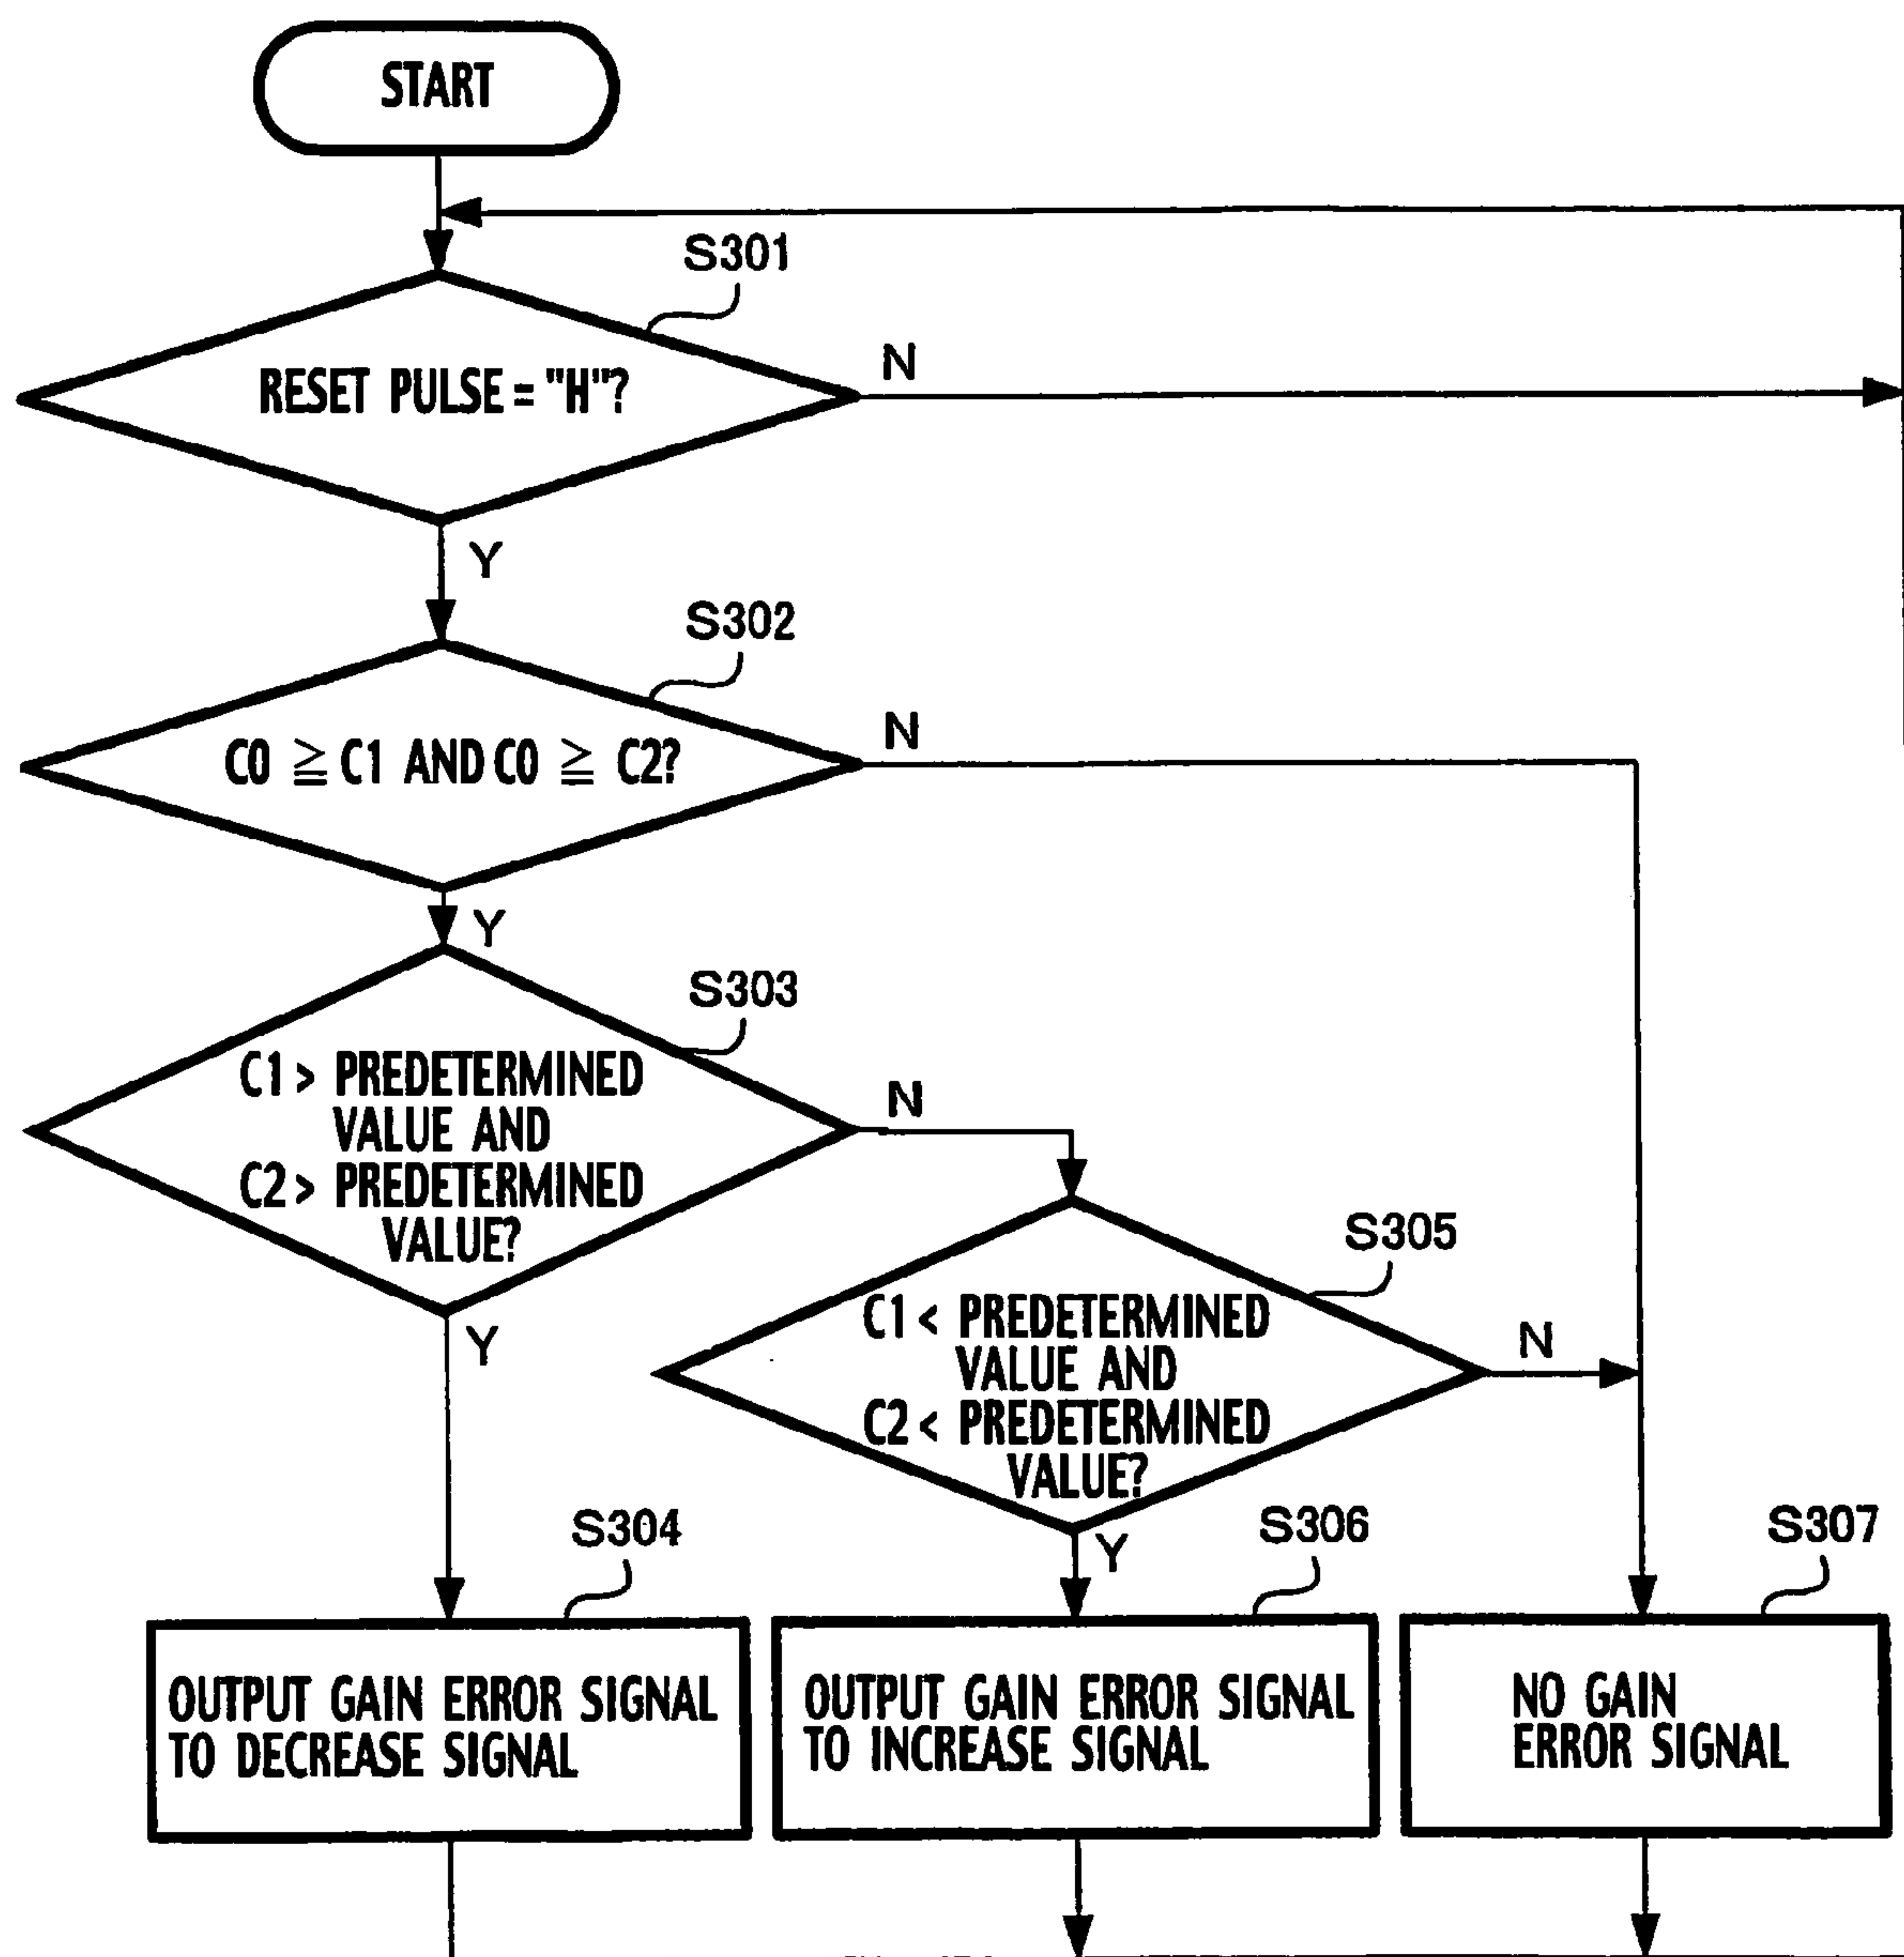 START
S301
RESET PULSE = "H"?
N
Y
S302
C0 ≧ C1 AND C0 ≧ C2?
N
Y
S303
C1 > PREDETERMINED
VALUE AND
C2 > PREDETERMINED
VALUE?
N
Y
S305
C1 < PREDETERMINED
VALUE AND
C2 < PREDETERMINED
VALUE?
N
Y
S304
OUTPUT GAIN ERROR SIGNAL
TO DECREASE SIGNAL
S306
OUTPUT GAIN ERROR SIGNAL
TO INCREASE SIGNAL
S307
NO GAIN
ERROR SIGNAL